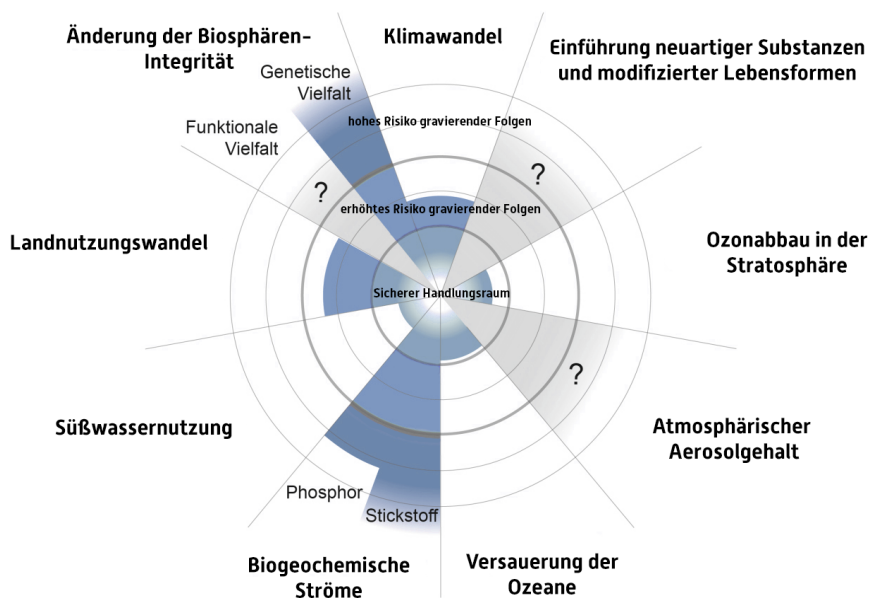 Änderung der Biosphären-
Integrität
Klimawandel
Einführung neuartiger Substanzen
und modifizierter Lebensformen
Genetische
Vielfalt
hohes Risiko gravierender Folgen
Funktionale
Vielfalt
?
?
erhöhtes Risiko gravierender Folgen
Landnutzungswandel
Ozonabbau in der
Stratosphäre
Sicherer Handlungsraum
?
Süßwassernutzung
Atmosphärischer
Aerosolgehalt
Phosphor
Stickstoff
Biogeochemische
Ströme
Versauerung der
Ozeane